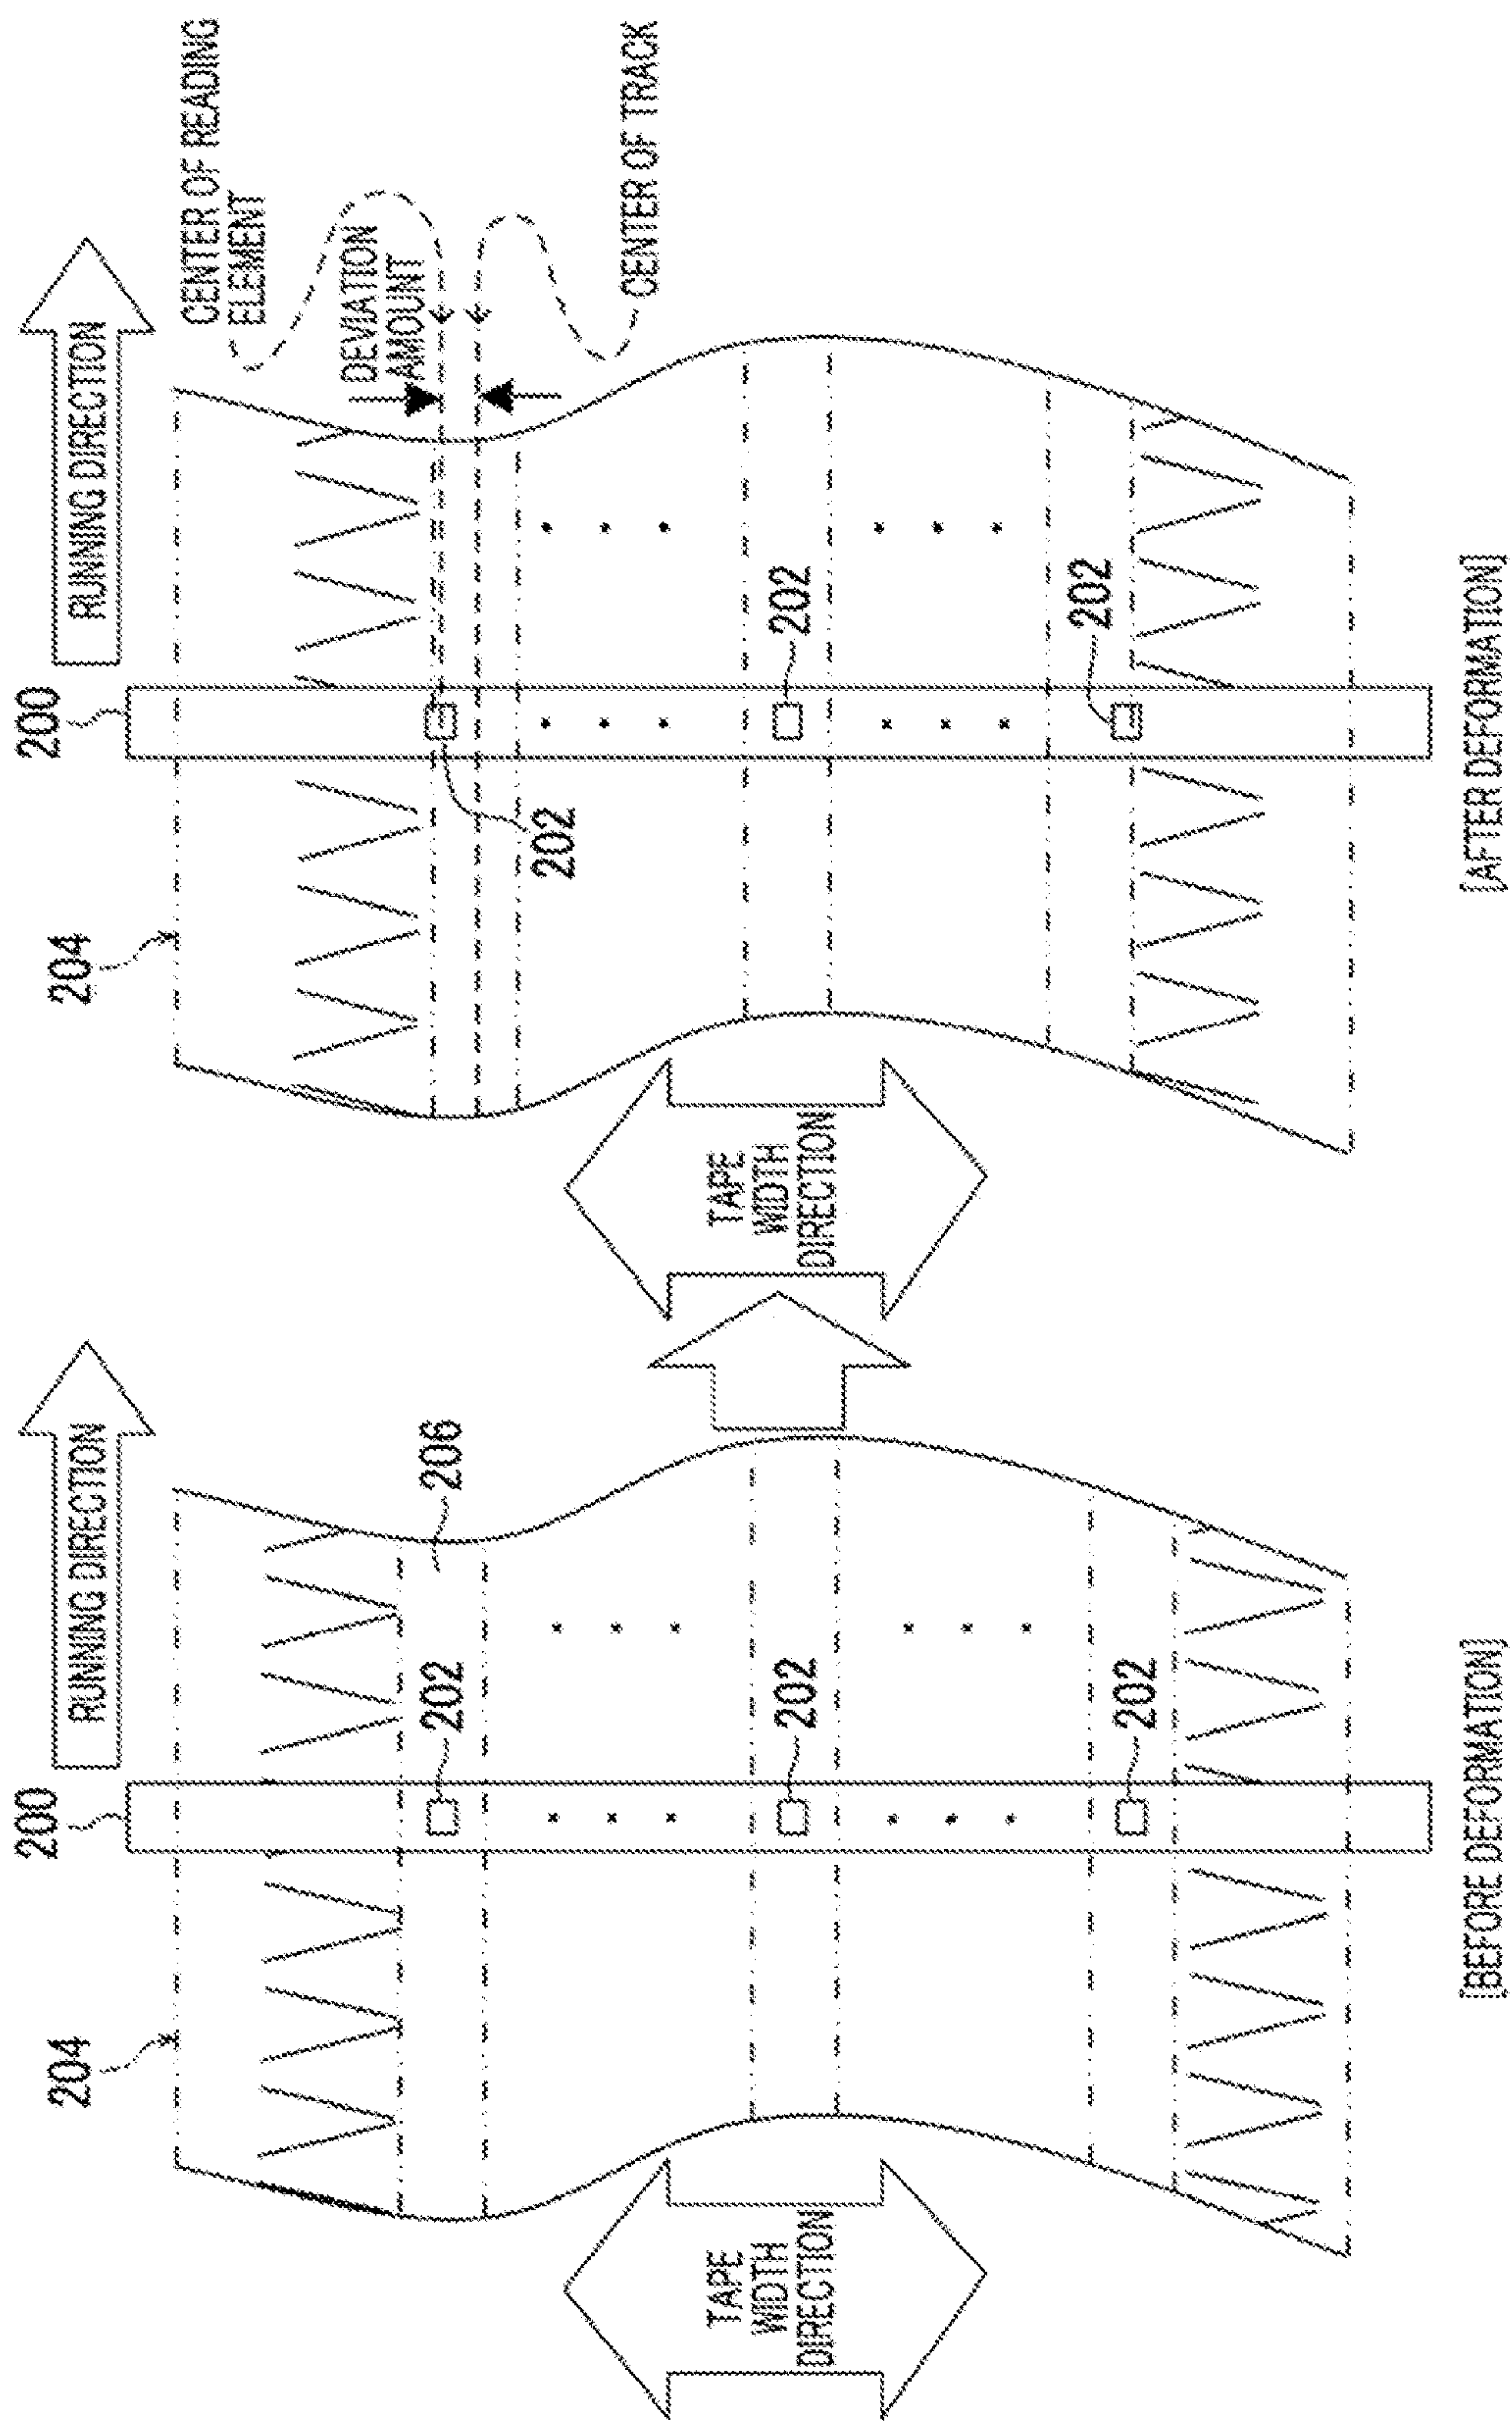 200
204
RUNNING DIRECTION
202
206
202
202
TAPE
WIDTH
DIRECTION
[BEFORE DEFORMATION]
200
204
RUNNING DIRECTION
CENTER OF READING
ELEMENT
DEVIATION
AMOUNT
CENTER OF TRACK
202
202
202
TAPE
WIDTH
DIRECTION
[AFTER DEFORMATION]